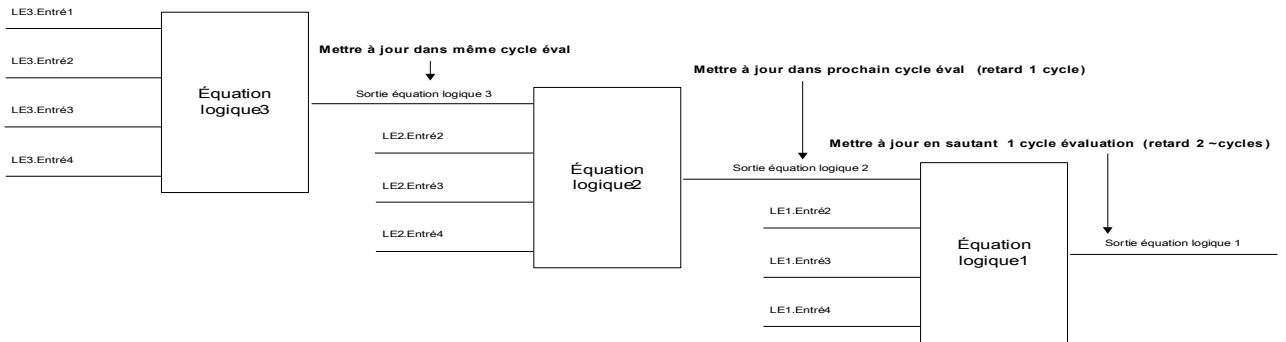 LE3.Entré1
LE3.Entré2
LE3.Entré3
LE3.Entré4
Équation
logique3
Mettre à jour dans même cycle éval
Sortie équation logique 3
LE2.Entré2
LE2.Entré3
LE2.Entré4
Équation
logique2
Mettre à jour dans prochain cycle éval (retard 1 cycle)
Sortie équation logique 2
LE1.Entré2
LE1.Entré3
LE1.Entré4
Équation
logique1
Mettre à jour en sautant 1 cycle évaluation (retard 2 ~cycles)
Sortie équation logique 1